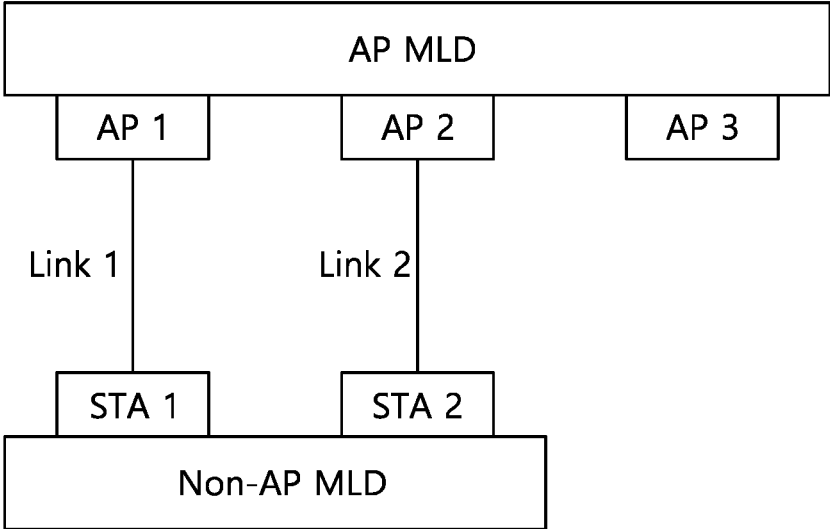 AP MLD
AP 1
AP 2
AP 3
Link 1
Link 2
STA 1
STA 2
Non-AP MLD